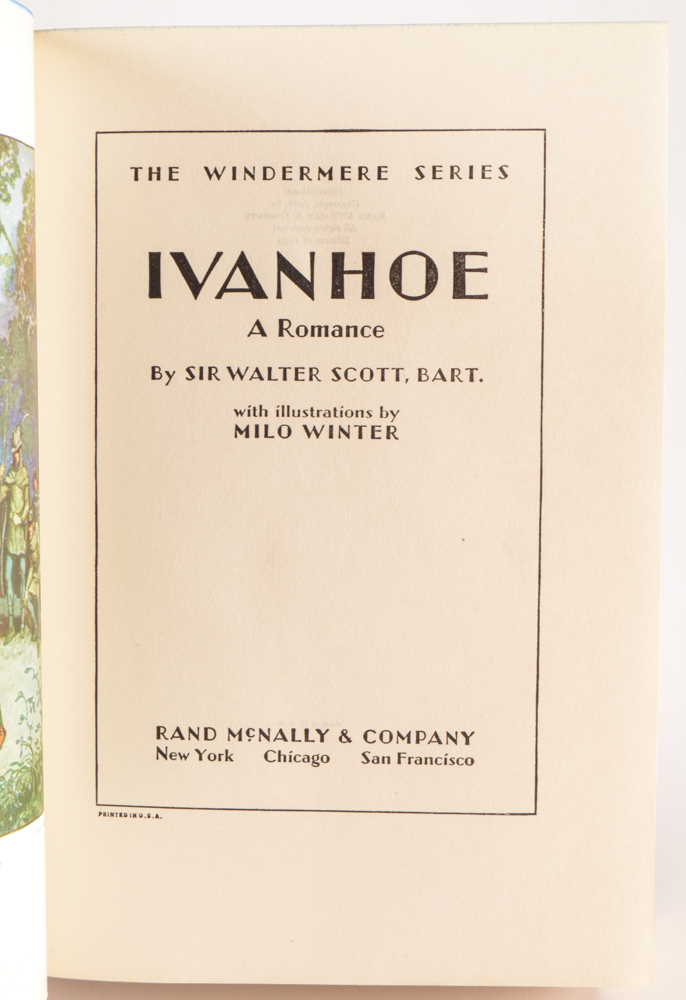 THE WINDERMERE SERIES
IVANHOE
A Romance
By SIR WALTER SCOTT, BART.
with illustrations by
MILO WINTER
RAND McNALLY & COMPANY
New York Chicago San Francisco
PRINTED IN U.S.A.